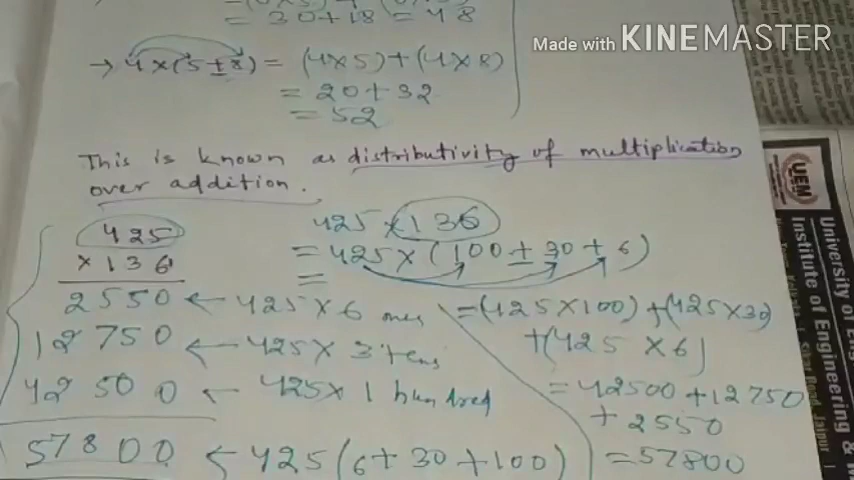 Made with KINEMASTER
= 30+18 = 48
→ 4×(5+8) = (4×5)+(4×8)
= 20+32
= 52
This is known as distributivity of multiplication
over addition.
425
×136
2550 ← 425×6 ones
12750 ← 425× 3 tens
42500 ← 425× 1 hundred
57800 ← 425(6+30+100)
425×136
= 425×(100+30+6)
=
=(425×100)+(425×30)
+(425×6)
= 42500+12750
+2550
=57800
UEM
University of Eng
Institute of Engineering & M